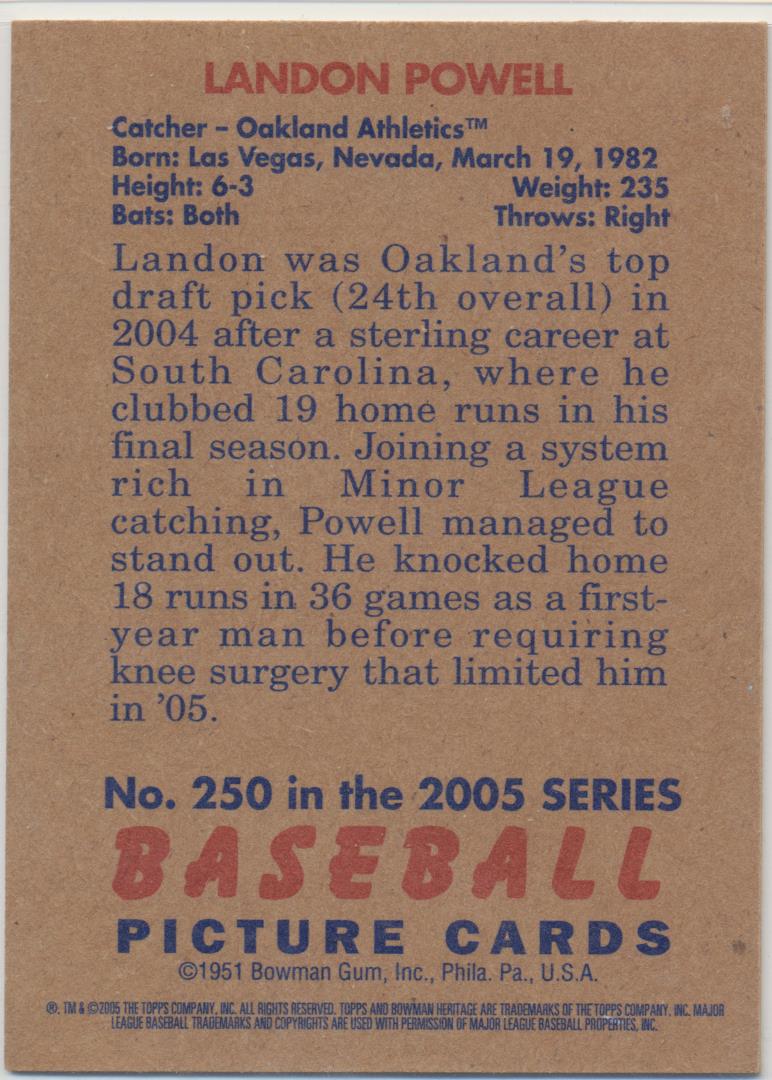 LANDON POWELL
Catcher – Oakland Athletics™
Born: Las Vegas, Nevada, March 19, 1982
Height: 6-3 Weight: 235
Bats: Both Throws: Right
Landon was Oakland's top
draft pick (24th overall) in
2004 after a sterling career at
South Carolina, where he
clubbed 19 home runs in his
final season. Joining a system
rich in Minor League
catching, Powell managed to
stand out. He knocked home
18 runs in 36 games as a first-
year man before requiring
knee surgery that limited him
in '05.
No. 250 in the 2005 SERIES
BASEBALL
PICTURE CARDS
©1951 Bowman Gum, Inc., Phila. Pa., U.S.A.
®, TM & ©2005 THE TOPPS COMPANY, INC. ALL RIGHTS RESERVED. TOPPS AND BOWMAN HERITAGE ARE TRADEMARKS OF THE TOPPS COMPANY, INC. MAJOR
LEAGUE BASEBALL TRADEMARKS AND COPYRIGHTS ARE USED WITH PERMISSION OF MAJOR LEAGUE BASEBALL PROPERTIES, INC.